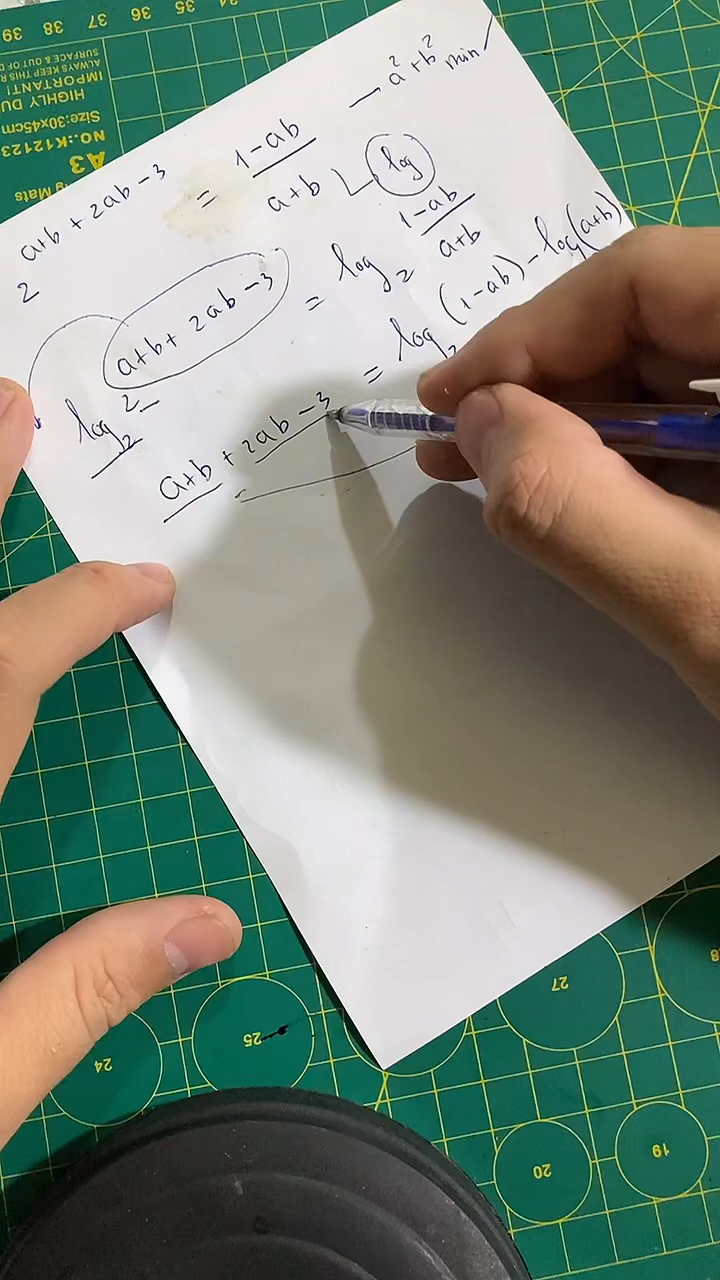 2^(a+b+2ab-3) = (1-ab)/(a+b) — a²+b² min
log
log₂ 2^(a+b+2ab-3) = log₂ (1-ab)/(a+b)
a+b+2ab-3 = log₂(1-ab) - log(a+b)
39 38 37 36 35
SURFACE & OUT OF
ALWAYS KEEP THIS
IMPORTANT!
HIGHLY DU
Size:30x45cm
NO.:K12123
A3
Mats
24
25
27
20
19